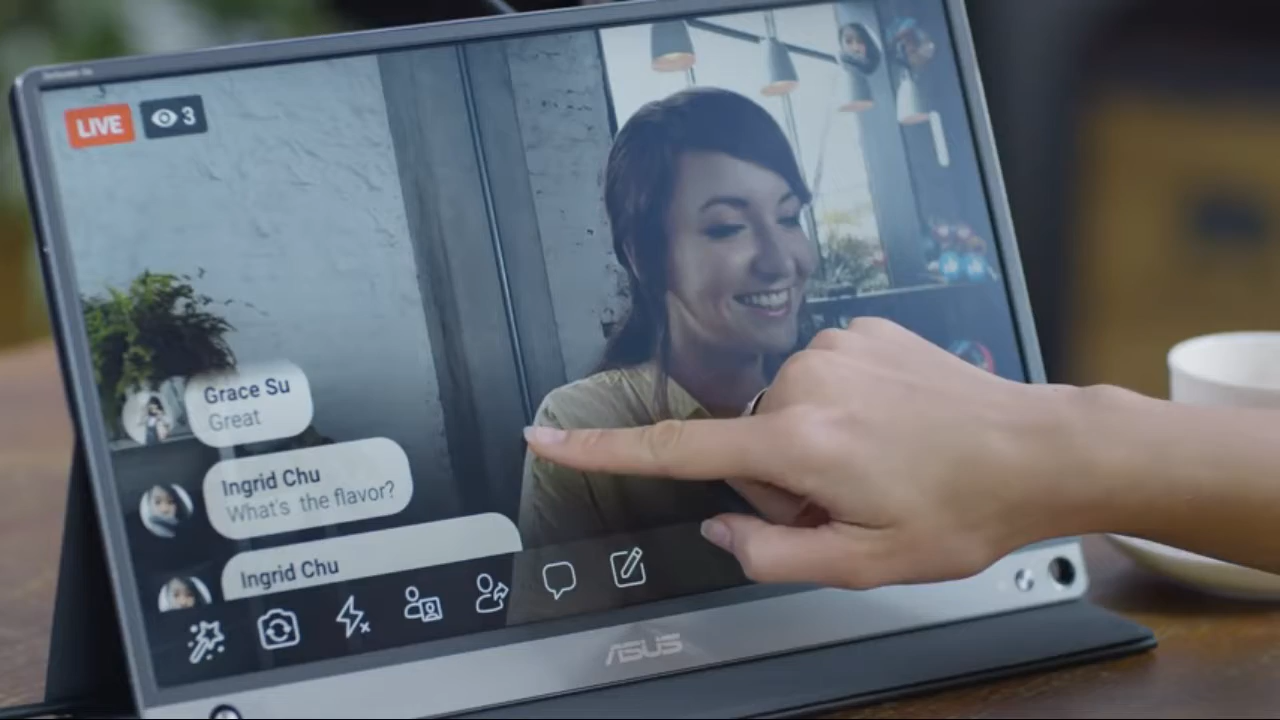 LIVE
3
Grace Su
Great
Ingrid Chu
What's the flavor?
Ingrid Chu
ASUS